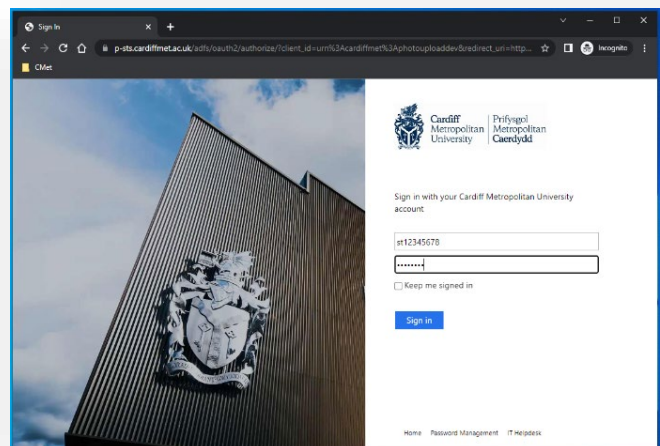 Sign In
p-sts.cardiffmet.ac.uk/adfs/oauth2/authorize/?client_id=urn%3Acardiffmet%3Aphotouploaddev&redirect_uri=http...
Incognito
CMet
Cardiff Metropolitan University
Prifysgol Metropolitan Caerdydd
Sign in with your Cardiff Metropolitan University
account
st12345678
••••••••
Keep me signed in
Sign in
Home Password Management IT Helpdesk